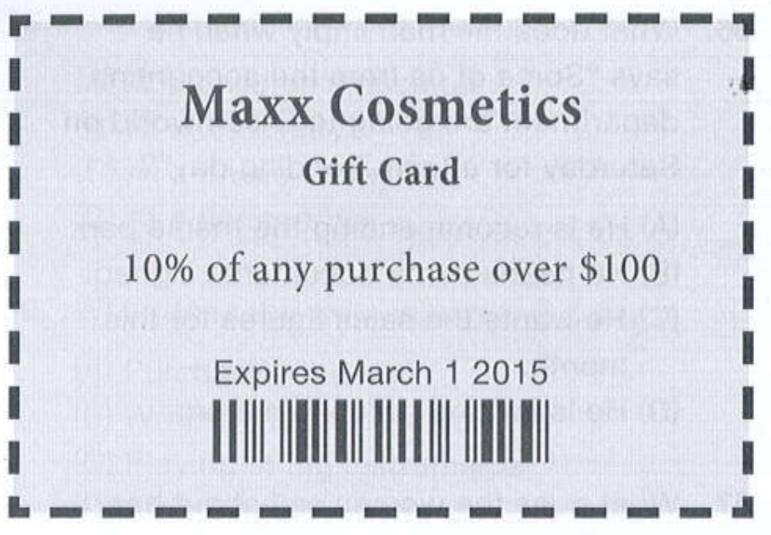 Maxx Cosmetics
Gift Card
10% of any purchase over $100
Expires March 1 2015